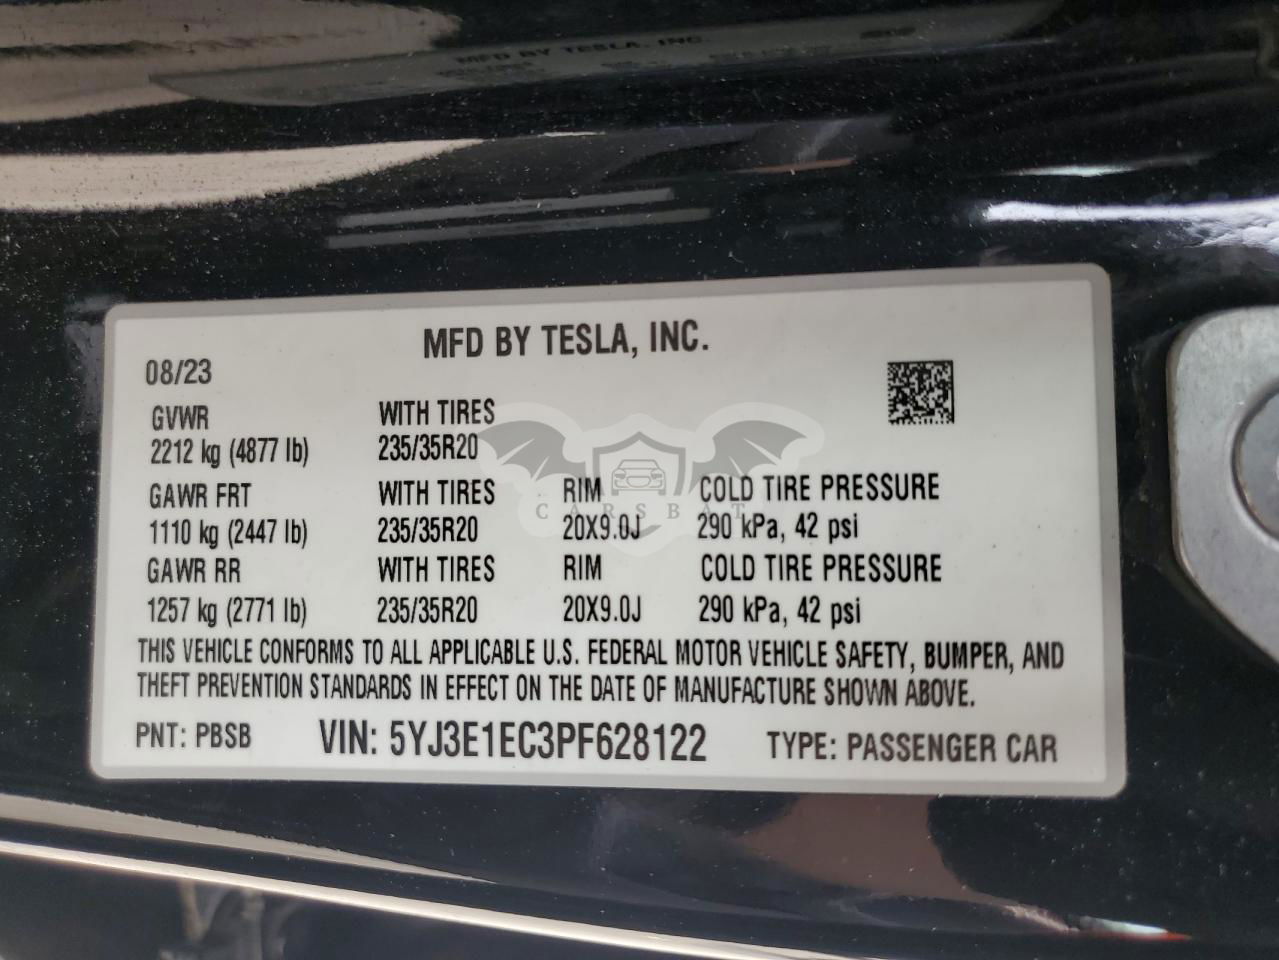 MFD BY TESLA, INC.
MFD BY TESLA, INC.
08/23
GVWR WITH TIRES
2212 kg (4877 lb) 235/35R20
GAWR FRT WITH TIRES RIM COLD TIRE PRESSURE
CARSBAT
1110 kg (2447 lb) 235/35R20 20X9.0J 290 kPa, 42 psi
GAWR RR WITH TIRES RIM COLD TIRE PRESSURE
1257 kg (2771 lb) 235/35R20 20X9.0J 290 kPa, 42 psi
THIS VEHICLE CONFORMS TO ALL APPLICABLE U.S. FEDERAL MOTOR VEHICLE SAFETY, BUMPER, AND
THEFT PREVENTION STANDARDS IN EFFECT ON THE DATE OF MANUFACTURE SHOWN ABOVE.
PNT: PBSB VIN: 5YJ3E1EC3PF628122 TYPE: PASSENGER CAR